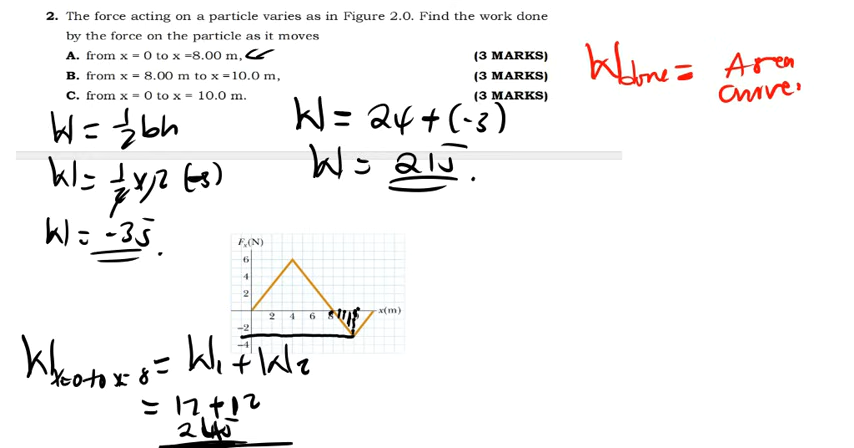 2. The force acting on a particle varies as in Figure 2.0. Find the work done
by the force on the particle as it moves
A. from x = 0 to x =8.00 m, (3 MARKS)
B. from x = 8.00 m to x =10.0 m, (3 MARKS)
C. from x = 0 to x = 10.0 m. (3 MARKS)
Wdone = Area
curve.
W = 1/2 bh
W = 1/2 x 2 (-3)
W = -3J.
W = 24 + (-3)
W = 21J.
Fx(N)
6
4
2
2 4 6 8 x(m)
-2
-4
Wx=0 to x=8 = W1 + W2
= 12 + 12
24J